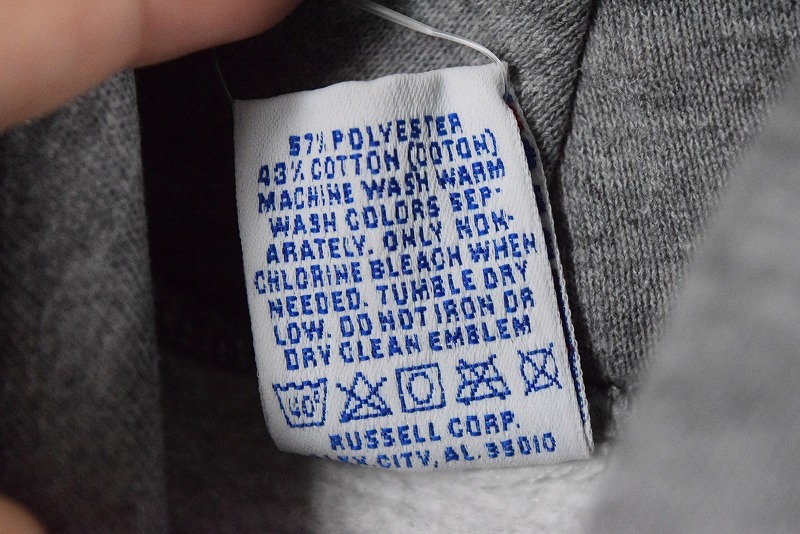 57% POLYESTER
43% COTTON (COTON)
MACHINE WASH WARM
WASH COLORS SEP-
ARATELY. ONLY NON-
CHLORINE BLEACH WHEN
NEEDED. TUMBLE DRY
LOW. DO NOT IRON OR
DRY CLEAN EMBLEM
40°
RUSSELL CORP.
CITY, AL. 35010